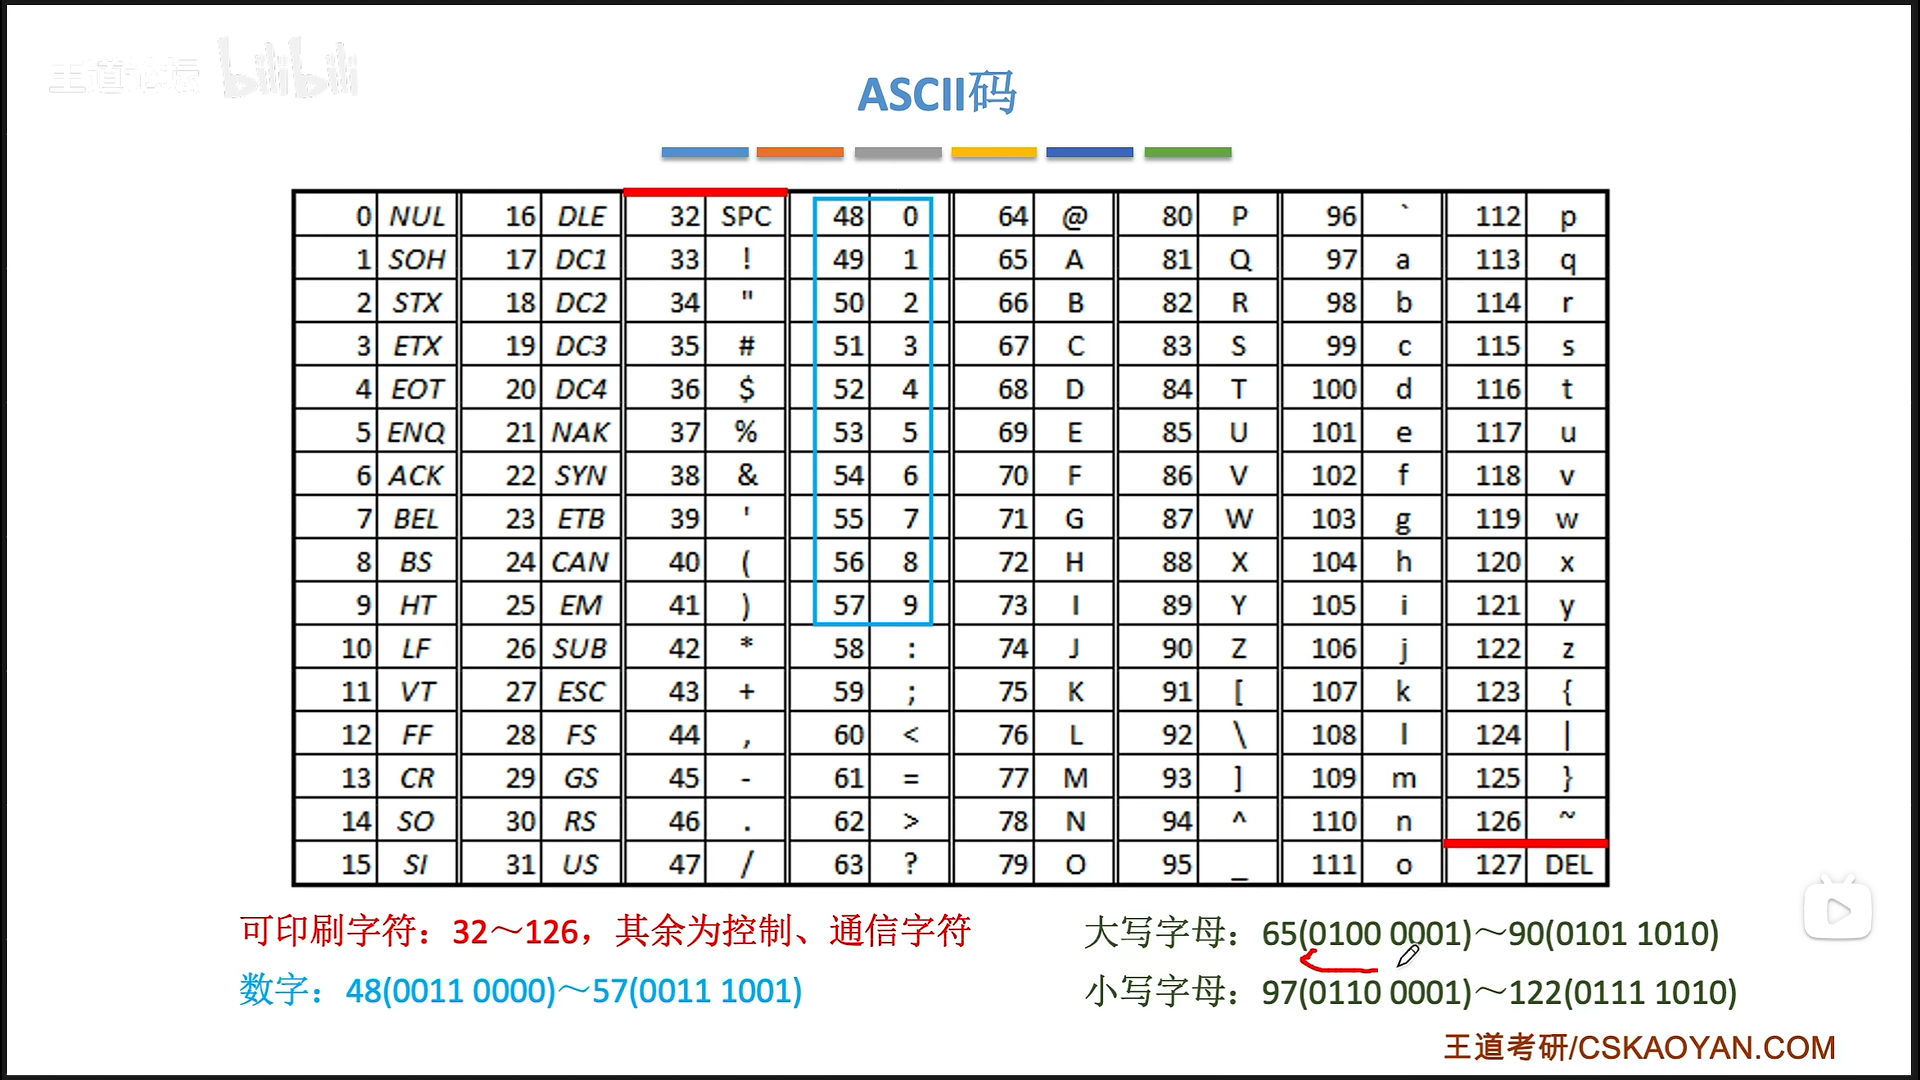 王道论坛 bilibili
ASCII码
0 NUL 16 DLE 32 SPC 48 0 64 @ 80 P 96 ` 112 p
1 SOH 17 DC1 33 ! 49 1 65 A 81 Q 97 a 113 q
2 STX 18 DC2 34 " 50 2 66 B 82 R 98 b 114 r
3 ETX 19 DC3 35 # 51 3 67 C 83 S 99 c 115 s
4 EOT 20 DC4 36 $ 52 4 68 D 84 T 100 d 116 t
5 ENQ 21 NAK 37 % 53 5 69 E 85 U 101 e 117 u
6 ACK 22 SYN 38 & 54 6 70 F 86 V 102 f 118 v
7 BEL 23 ETB 39 ' 55 7 71 G 87 W 103 g 119 w
8 BS 24 CAN 40 ( 56 8 72 H 88 X 104 h 120 x
9 HT 25 EM 41 ) 57 9 73 I 89 Y 105 i 121 y
10 LF 26 SUB 42 * 58 : 74 J 90 Z 106 j 122 z
11 VT 27 ESC 43 + 59 ; 75 K 91 [ 107 k 123 {
12 FF 28 FS 44 , 60 < 76 L 92 \ 108 l 124 |
13 CR 29 GS 45 - 61 = 77 M 93 ] 109 m 125 }
14 SO 30 RS 46 . 62 > 78 N 94 ^ 110 n 126 ~
15 SI 31 US 47 / 63 ? 79 O 95 _ 111 o 127 DEL
可印刷字符：32～126，其余为控制、通信字符
数字：48(0011 0000)～57(0011 1001)
大写字母：65(0100 0001)～90(0101 1010)
小写字母：97(0110 0001)～122(0111 1010)
王道考研/CSKAOYAN.COM